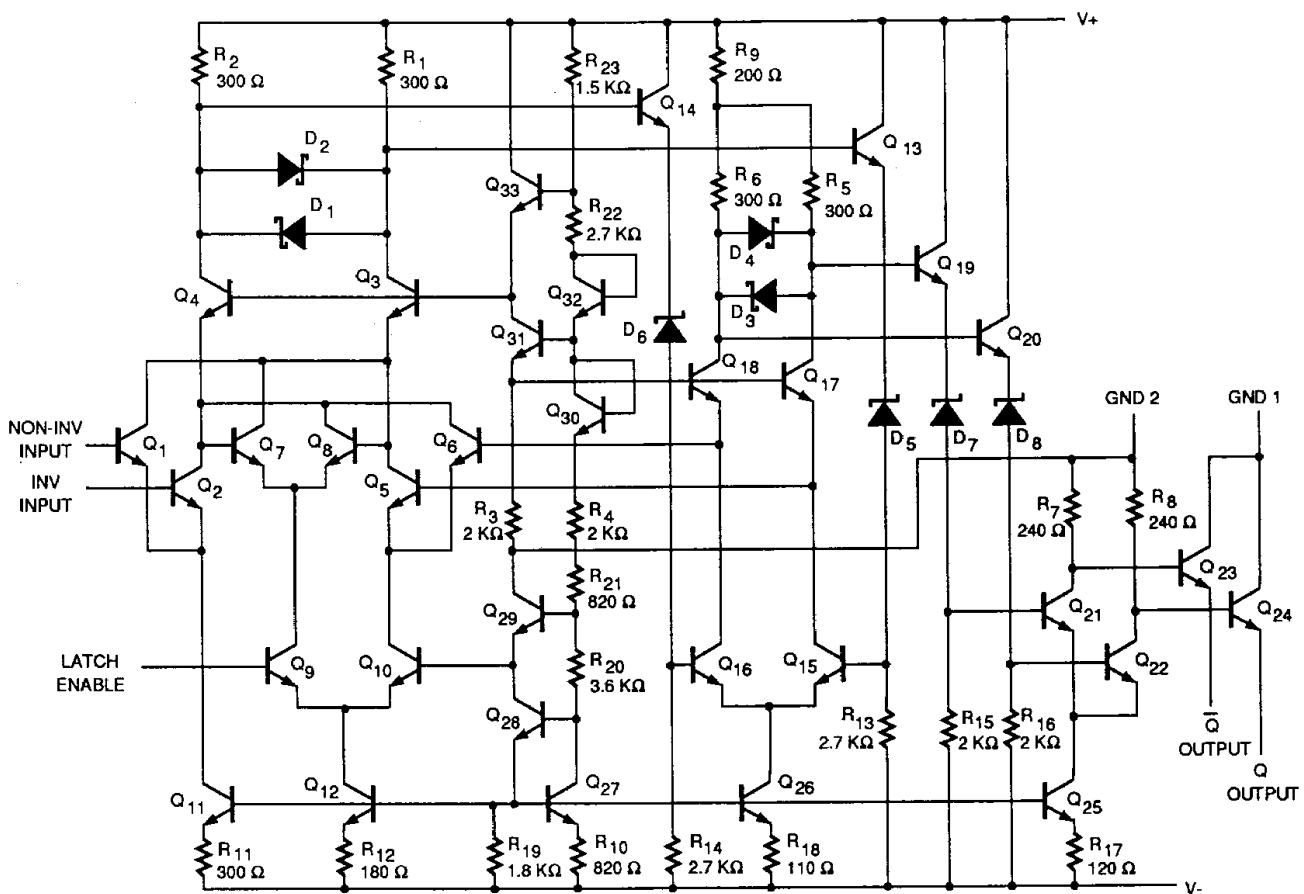 V+
R2
300 Ω
R1
300 Ω
R23
1.5 KΩ
R9
200 Ω
Q14
Q13
D2
D1
Q33
R22
2.7 KΩ
R6
300 Ω
R5
300 Ω
D4
D3
Q19
Q4
Q3
Q32
Q31
D6
Q20
Q18
Q17
Q30
D5
D7
D8
GND 2
GND 1
NON-INV
INPUT
Q1
Q7
Q8
Q6
INV
INPUT
Q2
Q5
R3
2 KΩ
R4
2 KΩ
R7
240 Ω
R8
240 Ω
R21
820 Ω
Q23
Q24
Q29
Q21
LATCH
ENABLE
Q9
Q10
R20
3.6 KΩ
Q16
Q15
Q22
Q28
R13
2.7 KΩ
R15
2 KΩ
R16
2 KΩ
Q̅
OUTPUT
Q
OUTPUT
Q11
Q12
Q27
Q26
Q25
R11
300 Ω
R12
180 Ω
R19
1.8 KΩ
R10
820 Ω
R14
2.7 KΩ
R18
110 Ω
R17
120 Ω
V-